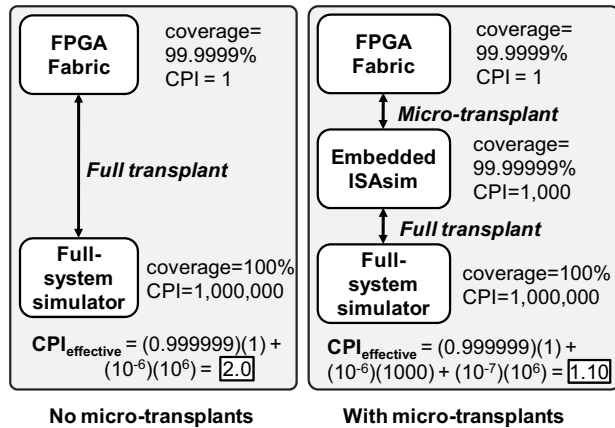 FPGA
Fabric
coverage=
99.9999%
CPI = 1
Full transplant
Full-
system
simulator
coverage=100%
CPI=1,000,000
CPIeffective = (0.999999)(1) +
(10-6)(106) = 2.0
No micro-transplants
FPGA
Fabric
coverage=
99.9999%
CPI = 1
Micro-transplant
Embedded
ISAsim
coverage=
99.99999%
CPI=1,000
Full transplant
Full-
system
simulator
coverage=100%
CPI=1,000,000
CPIeffective = (0.999999)(1) +
(10-6)(1000) + (10-7)(106) = 1.10
With micro-transplants